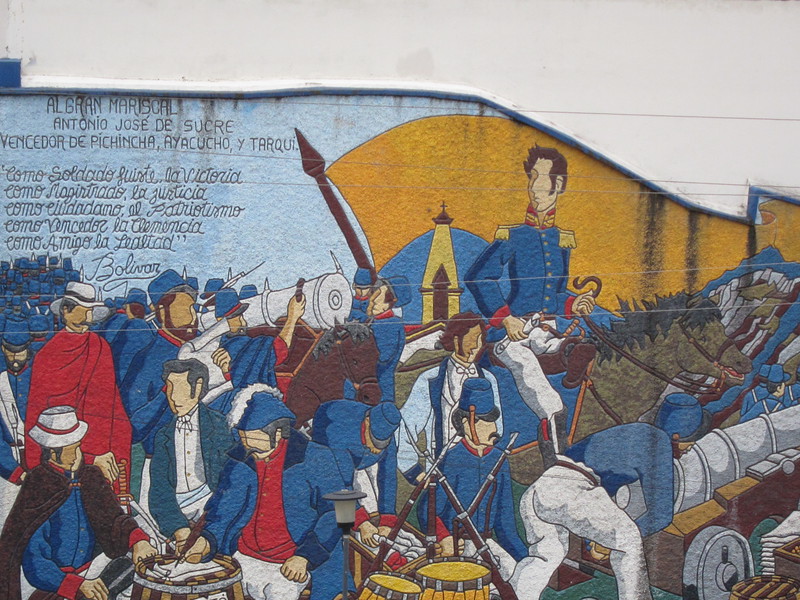 AL GRAN MARISCAL
ANTONIO JOSÉ DE SUCRE
VENCEDOR DE PICHINCHA, AYACUCHO, Y TARQUI.
"Como Soldado fuiste, la Victoria
como Magistrado, la justicia
como ciudadano, el Patriotismo
como Vencedor la Clemencia
como Amigo la Lealtad"
Bolívar